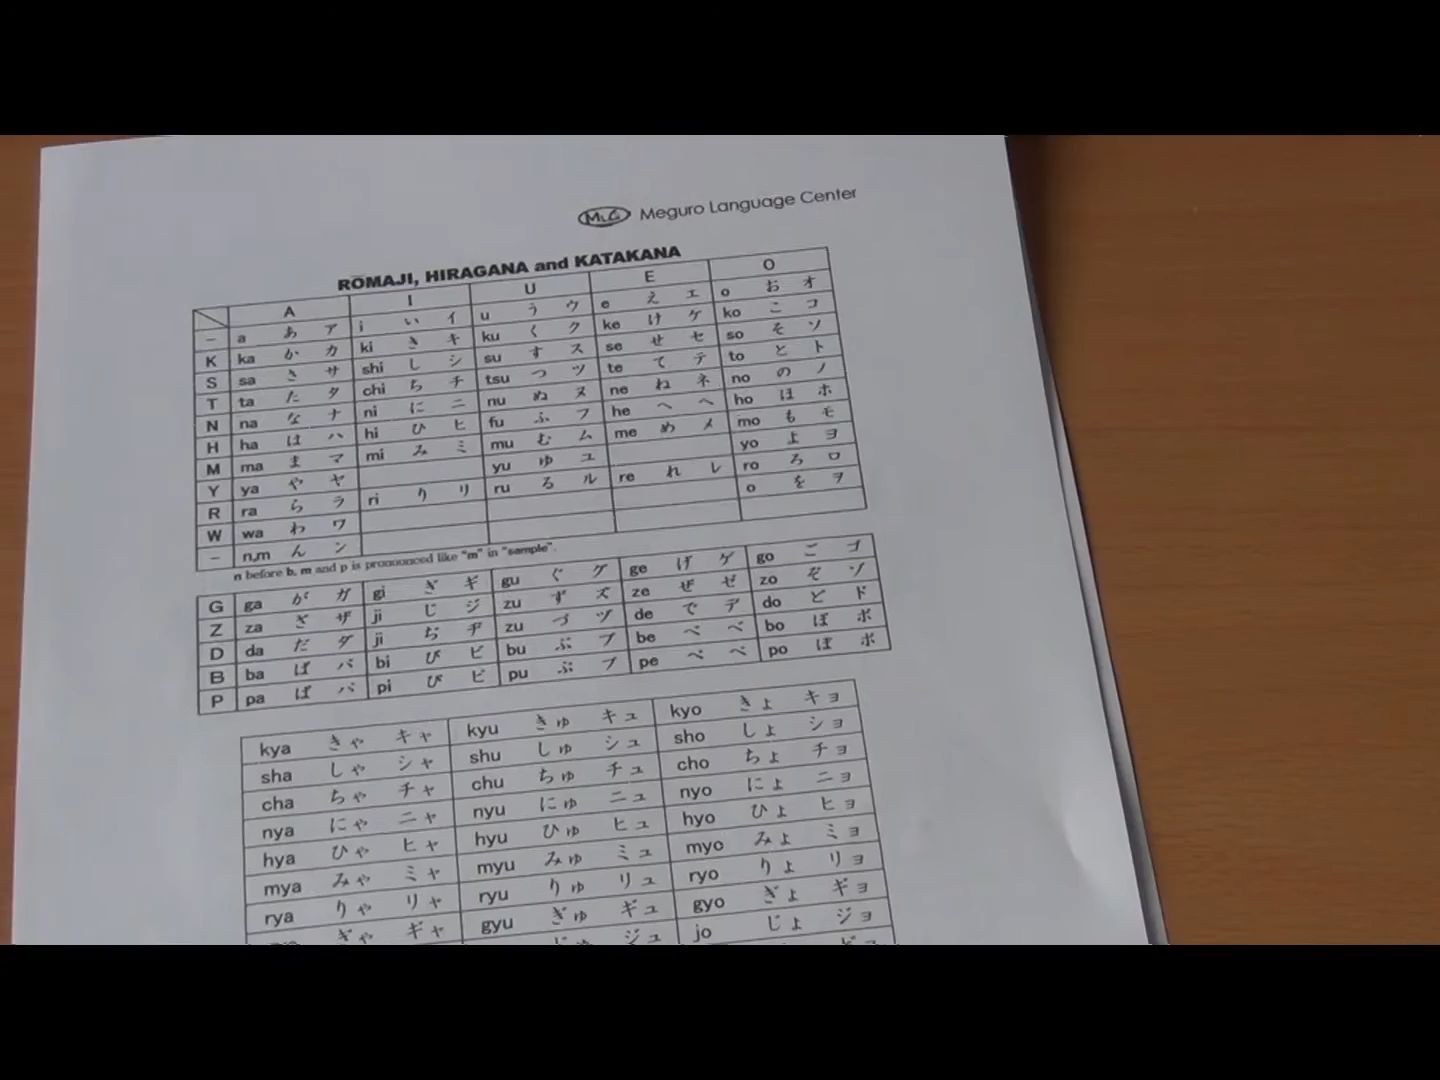 MLC Meguro Language Center
RŌMAJI, HIRAGANA and KATAKANA
A I U E O
– a あ ア i い イ u う ウ e え エ o お オ
K ka か カ ki き キ ku く ク ke け ケ ko こ コ
S sa さ サ shi し シ su す ス se せ セ so そ ソ
T ta た タ chi ち チ tsu つ ツ te て テ to と ト
N na な ナ ni に ニ nu ぬ ヌ ne ね ネ no の ノ
H ha は ハ hi ひ ヒ fu ふ フ he へ ヘ ho ほ ホ
M ma ま マ mi み ミ mu む ム me め メ mo も モ
Y ya や ヤ yu ゆ ユ yo よ ヨ
R ra ら ラ ri り リ ru る ル re れ レ ro ろ ロ
W wa わ ワ o を ヲ
– n,m ん ン
n before b, m and p is pronounced like "m" in "sample".
G ga が ガ gi ぎ ギ gu ぐ グ ge げ ゲ go ご ゴ
Z za ざ ザ ji じ ジ zu ず ズ ze ぜ ゼ zo ぞ ゾ
D da だ ダ ji ぢ ヂ zu づ ヅ de で デ do ど ド
B ba ば バ bi び ビ bu ぶ ブ be べ ベ bo ぼ ボ
P pa ぱ パ pi ぴ ピ pu ぷ プ pe ぺ ペ po ぽ ポ
kya きゃ キャ kyu きゅ キュ kyo きょ キョ
sha しゃ シャ shu しゅ シュ sho しょ ショ
cha ちゃ チャ chu ちゅ チュ cho ちょ チョ
nya にゃ ニャ nyu にゅ ニュ nyo にょ ニョ
hya ひゃ ヒャ hyu ひゅ ヒュ hyo ひょ ヒョ
mya みゃ ミャ myu みゅ ミュ myo みょ ミョ
rya りゃ リャ ryu りゅ リュ ryo りょ リョ
ぎゃ ギャ gyu ぎゅ ギュ gyo ぎょ ギョ
ジュ jo じょ ジョ